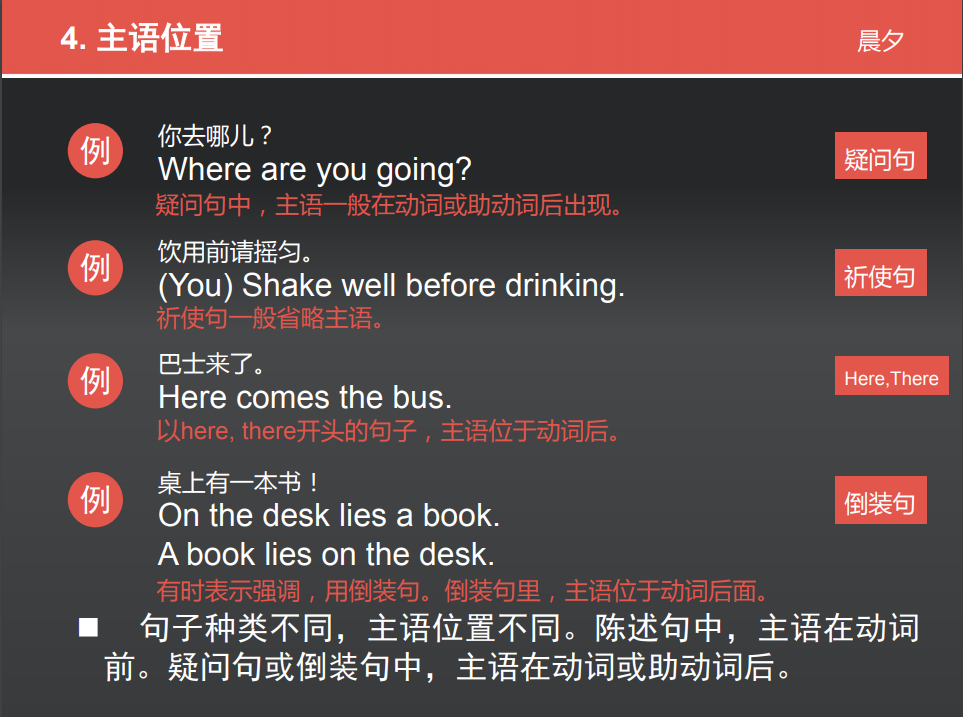 4. 主语位置
晨夕
例
你去哪儿？
Where are you going?
疑问句中，主语一般在动词或助动词后出现。
疑问句
例
饮用前请摇匀。
(You) Shake well before drinking.
祈使句一般省略主语。
祈使句
例
巴士来了。
Here comes the bus.
以here, there开头的句子，主语位于动词后。
Here,There
例
桌上有一本书！
On the desk lies a book.
A book lies on the desk.
有时表示强调，用倒装句。倒装句里，主语位于动词后面。
倒装句
■ 句子种类不同，主语位置不同。陈述句中，主语在动词
前。疑问句或倒装句中，主语在动词或助动词后。